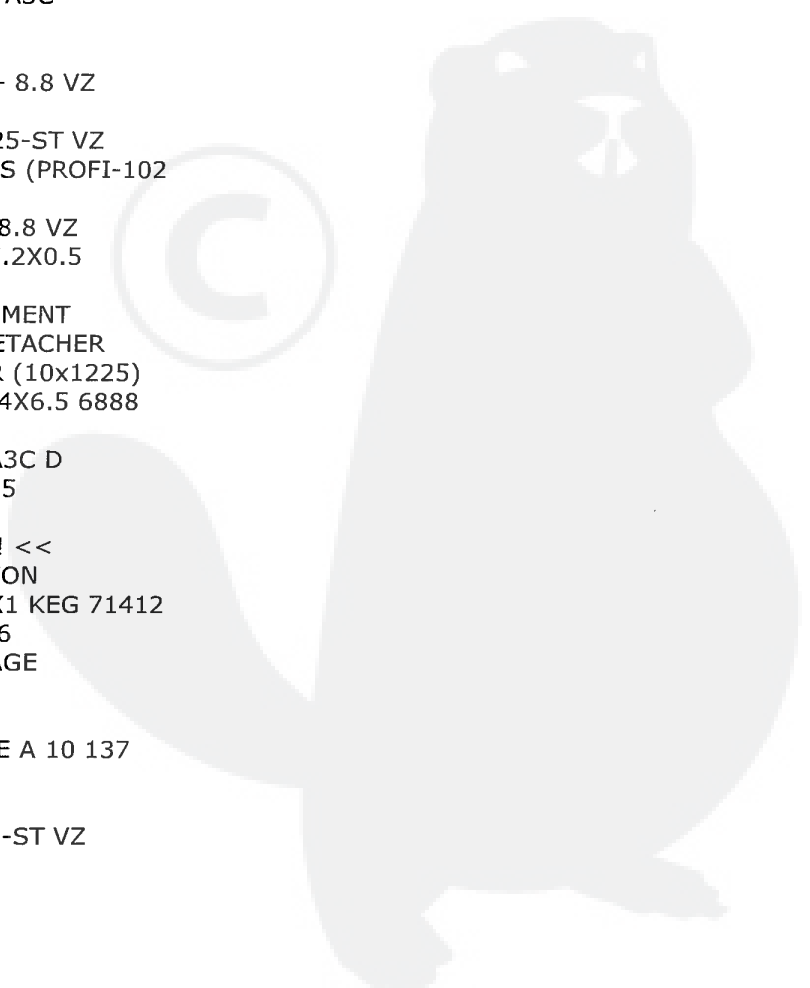 - 8.8 VZ
25-ST VZ
S (PROFI-102
8.8 VZ
.2X0.5
©
MENT
ETACHER
R (10x1225)
4X6.5 6888
A3C D
5
! <<
ON
X1 KEG 71412
6
AGE
E A 10 137
-ST VZ